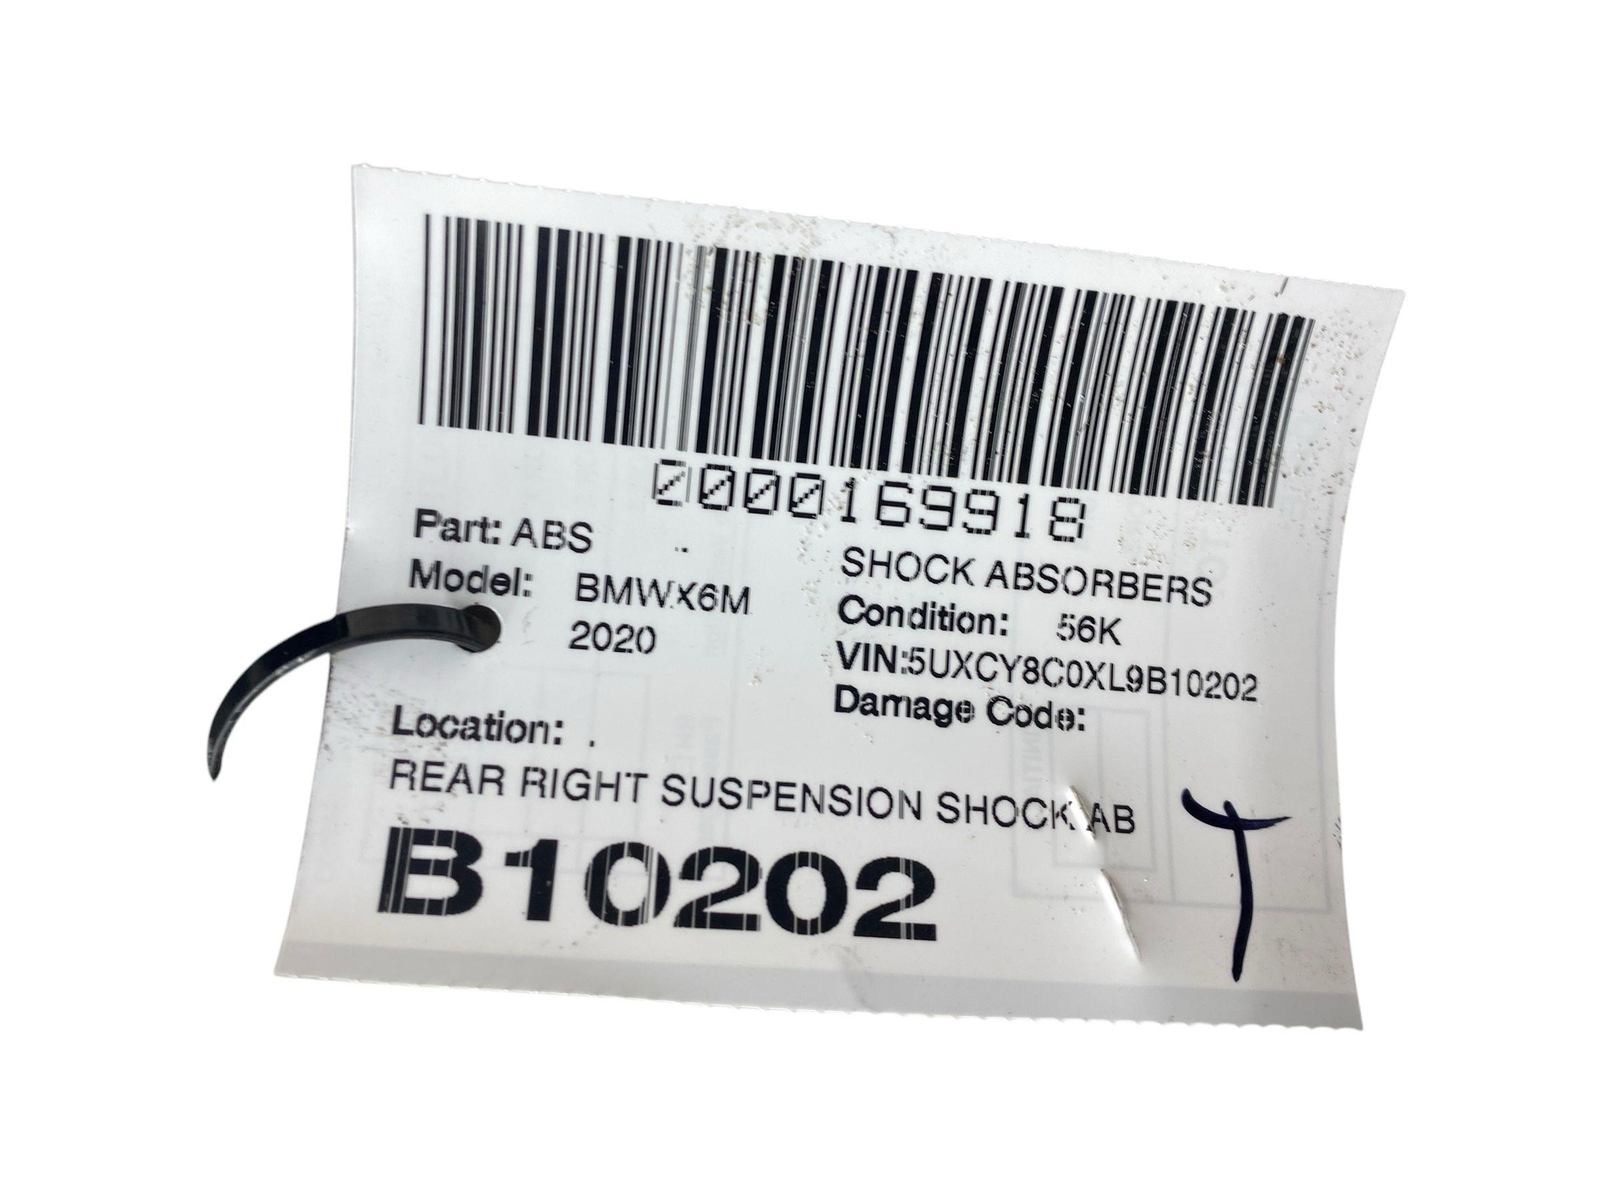 0000169918
Part: ABS ..
SHOCK ABSORBERS
Model: BMWX6M
2020
Condition: 56K
VIN:5UXCY8C0XL9B10202
Damage Code:
Location: .
REAR RIGHT SUSPENSION SHOCK AB
B10202
T